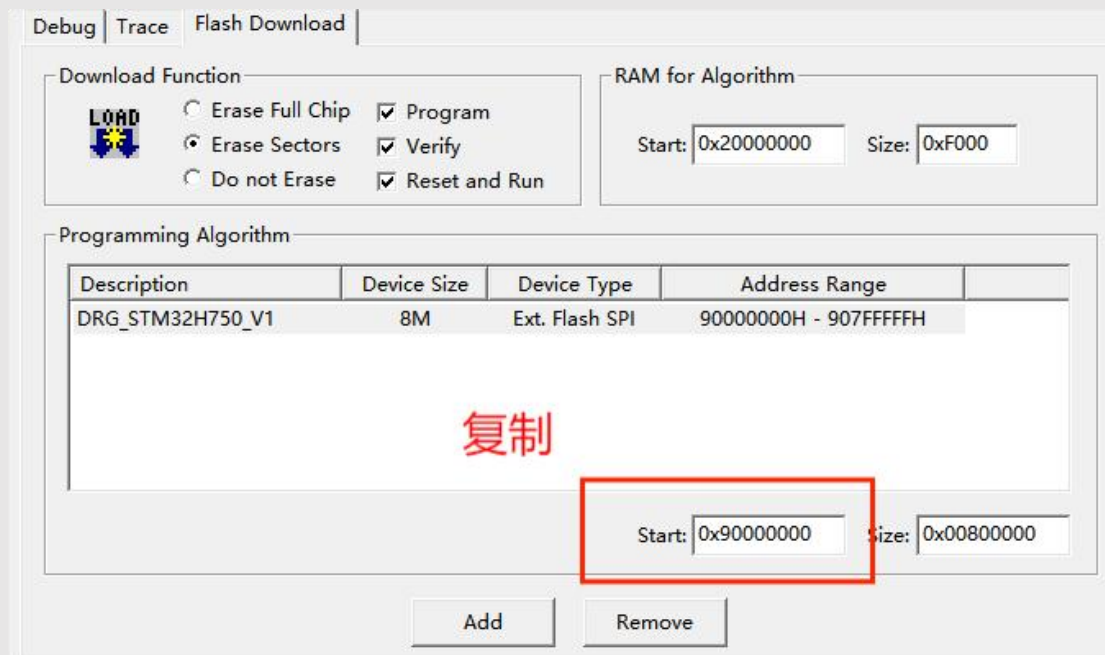 Debug Trace Flash Download
Download Function
LOAD
Erase Full Chip
Erase Sectors
Do not Erase
Program
Verify
Reset and Run
RAM for Algorithm
Start: 0x20000000 Size: 0xF000
Programming Algorithm
Description Device Size Device Type Address Range
DRG_STM32H750_V1 8M Ext. Flash SPI 90000000H - 907FFFFFH
复制
Start: 0x90000000 Size: 0x00800000
Add Remove